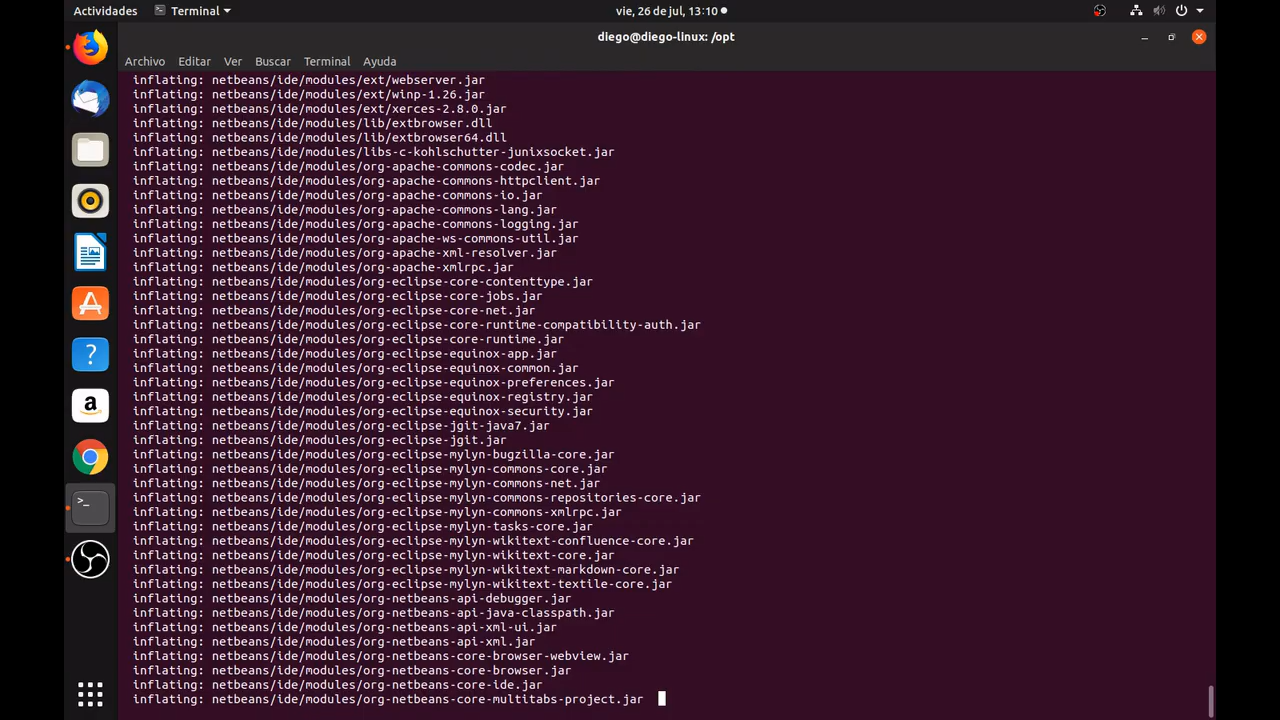 Actividades
Terminal
vie, 26 de jul, 13:10
diego@diego-linux: /opt
Archivo Editar Ver Buscar Terminal Ayuda
inflating: netbeans/ide/modules/ext/webserver.jar
inflating: netbeans/ide/modules/ext/winp-1.26.jar
inflating: netbeans/ide/modules/ext/xerces-2.8.0.jar
inflating: netbeans/ide/modules/lib/extbrowser.dll
inflating: netbeans/ide/modules/lib/extbrowser64.dll
inflating: netbeans/ide/modules/libs-c-kohlschutter-junixsocket.jar
inflating: netbeans/ide/modules/org-apache-commons-codec.jar
inflating: netbeans/ide/modules/org-apache-commons-httpclient.jar
inflating: netbeans/ide/modules/org-apache-commons-io.jar
inflating: netbeans/ide/modules/org-apache-commons-lang.jar
inflating: netbeans/ide/modules/org-apache-commons-logging.jar
inflating: netbeans/ide/modules/org-apache-ws-commons-util.jar
inflating: netbeans/ide/modules/org-apache-xml-resolver.jar
inflating: netbeans/ide/modules/org-apache-xmlrpc.jar
inflating: netbeans/ide/modules/org-eclipse-core-contenttype.jar
inflating: netbeans/ide/modules/org-eclipse-core-jobs.jar
inflating: netbeans/ide/modules/org-eclipse-core-net.jar
inflating: netbeans/ide/modules/org-eclipse-core-runtime-compatibility-auth.jar
inflating: netbeans/ide/modules/org-eclipse-core-runtime.jar
inflating: netbeans/ide/modules/org-eclipse-equinox-app.jar
inflating: netbeans/ide/modules/org-eclipse-equinox-common.jar
inflating: netbeans/ide/modules/org-eclipse-equinox-preferences.jar
inflating: netbeans/ide/modules/org-eclipse-equinox-registry.jar
inflating: netbeans/ide/modules/org-eclipse-equinox-security.jar
inflating: netbeans/ide/modules/org-eclipse-jgit-java7.jar
inflating: netbeans/ide/modules/org-eclipse-jgit.jar
inflating: netbeans/ide/modules/org-eclipse-mylyn-bugzilla-core.jar
inflating: netbeans/ide/modules/org-eclipse-mylyn-commons-core.jar
inflating: netbeans/ide/modules/org-eclipse-mylyn-commons-net.jar
inflating: netbeans/ide/modules/org-eclipse-mylyn-commons-repositories-core.jar
inflating: netbeans/ide/modules/org-eclipse-mylyn-commons-xmlrpc.jar
inflating: netbeans/ide/modules/org-eclipse-mylyn-tasks-core.jar
inflating: netbeans/ide/modules/org-eclipse-mylyn-wikitext-confluence-core.jar
inflating: netbeans/ide/modules/org-eclipse-mylyn-wikitext-core.jar
inflating: netbeans/ide/modules/org-eclipse-mylyn-wikitext-markdown-core.jar
inflating: netbeans/ide/modules/org-eclipse-mylyn-wikitext-textile-core.jar
inflating: netbeans/ide/modules/org-netbeans-api-debugger.jar
inflating: netbeans/ide/modules/org-netbeans-api-java-classpath.jar
inflating: netbeans/ide/modules/org-netbeans-api-xml-ui.jar
inflating: netbeans/ide/modules/org-netbeans-api-xml.jar
inflating: netbeans/ide/modules/org-netbeans-core-browser-webview.jar
inflating: netbeans/ide/modules/org-netbeans-core-browser.jar
inflating: netbeans/ide/modules/org-netbeans-core-ide.jar
inflating: netbeans/ide/modules/org-netbeans-core-multitabs-project.jar